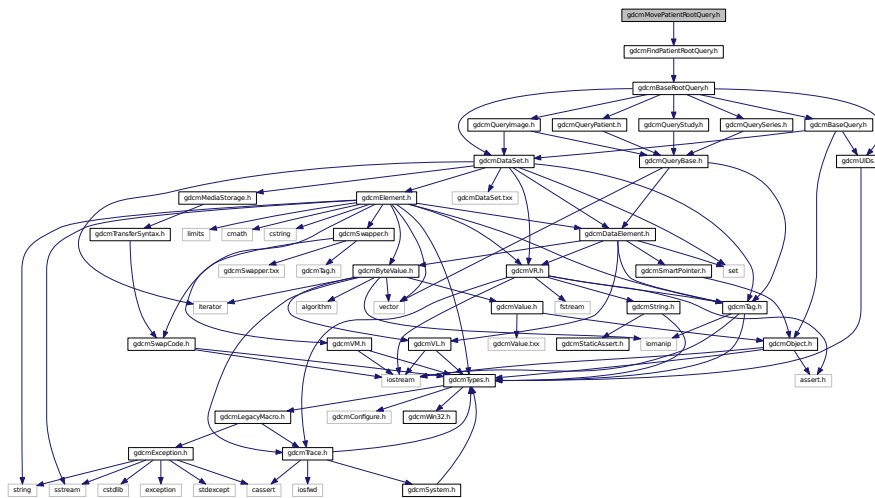 gdcmMovePatientRootQuery.h
gdcmFindPatientRootQuery.h
gdcmBaseRootQuery.h
gdcmQueryImage.h
gdcmQueryPatient.h
gdcmQueryStudy.h
gdcmQuerySeries.h
gdcmBaseQuery.h
gdcmDataSet.h
gdcmQueryBase.h
gdcmUIDs.
gdcmMediaStorage.h
gdcmElement.h
gdcmDataSet.txx
gdcmTransferSyntax.h
limits
cmath
cstring
gdcmSwapper.h
gdcmDataElement.h
gdcmSwapper.txx
gdcmTag.h
gdcmByteValue.h
gdcmVR.h
gdcmSmartPointer.h
set
iterator
algorithm
vector
gdcmValue.h
fstream
gdcmString.h
gdcmTag.h
gdcmSwapCode.h
gdcmVM.h
gdcmVL.h
gdcmValue.txx
gdcmStaticAssert.h
iomanip
gdcmObject.h
iostream
gdcmTypes.h
assert.h
gdcmLegacyMacro.h
gdcmConfigure.h
gdcmWin32.h
gdcmException.h
gdcmTrace.h
string
sstream
cstdlib
exception
stdexcept
cassert
iosfwd
gdcmSystem.h